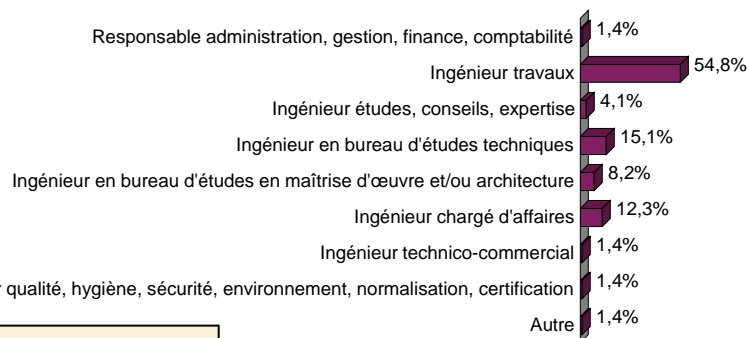 Responsable administration, gestion, finance, comptabilité 1,4%
Ingénieur travaux 54,8%
Ingénieur études, conseils, expertise 4,1%
Ingénieur en bureau d'études techniques 15,1%
Ingénieur en bureau d'études en maîtrise d'œuvre et/ou architecture 8,2%
Ingénieur chargé d'affaires 12,3%
Ingénieur technico-commercial 1,4%
qualité, hygiène, sécurité, environnement, normalisation, certification 1,4%
Autre 1,4%